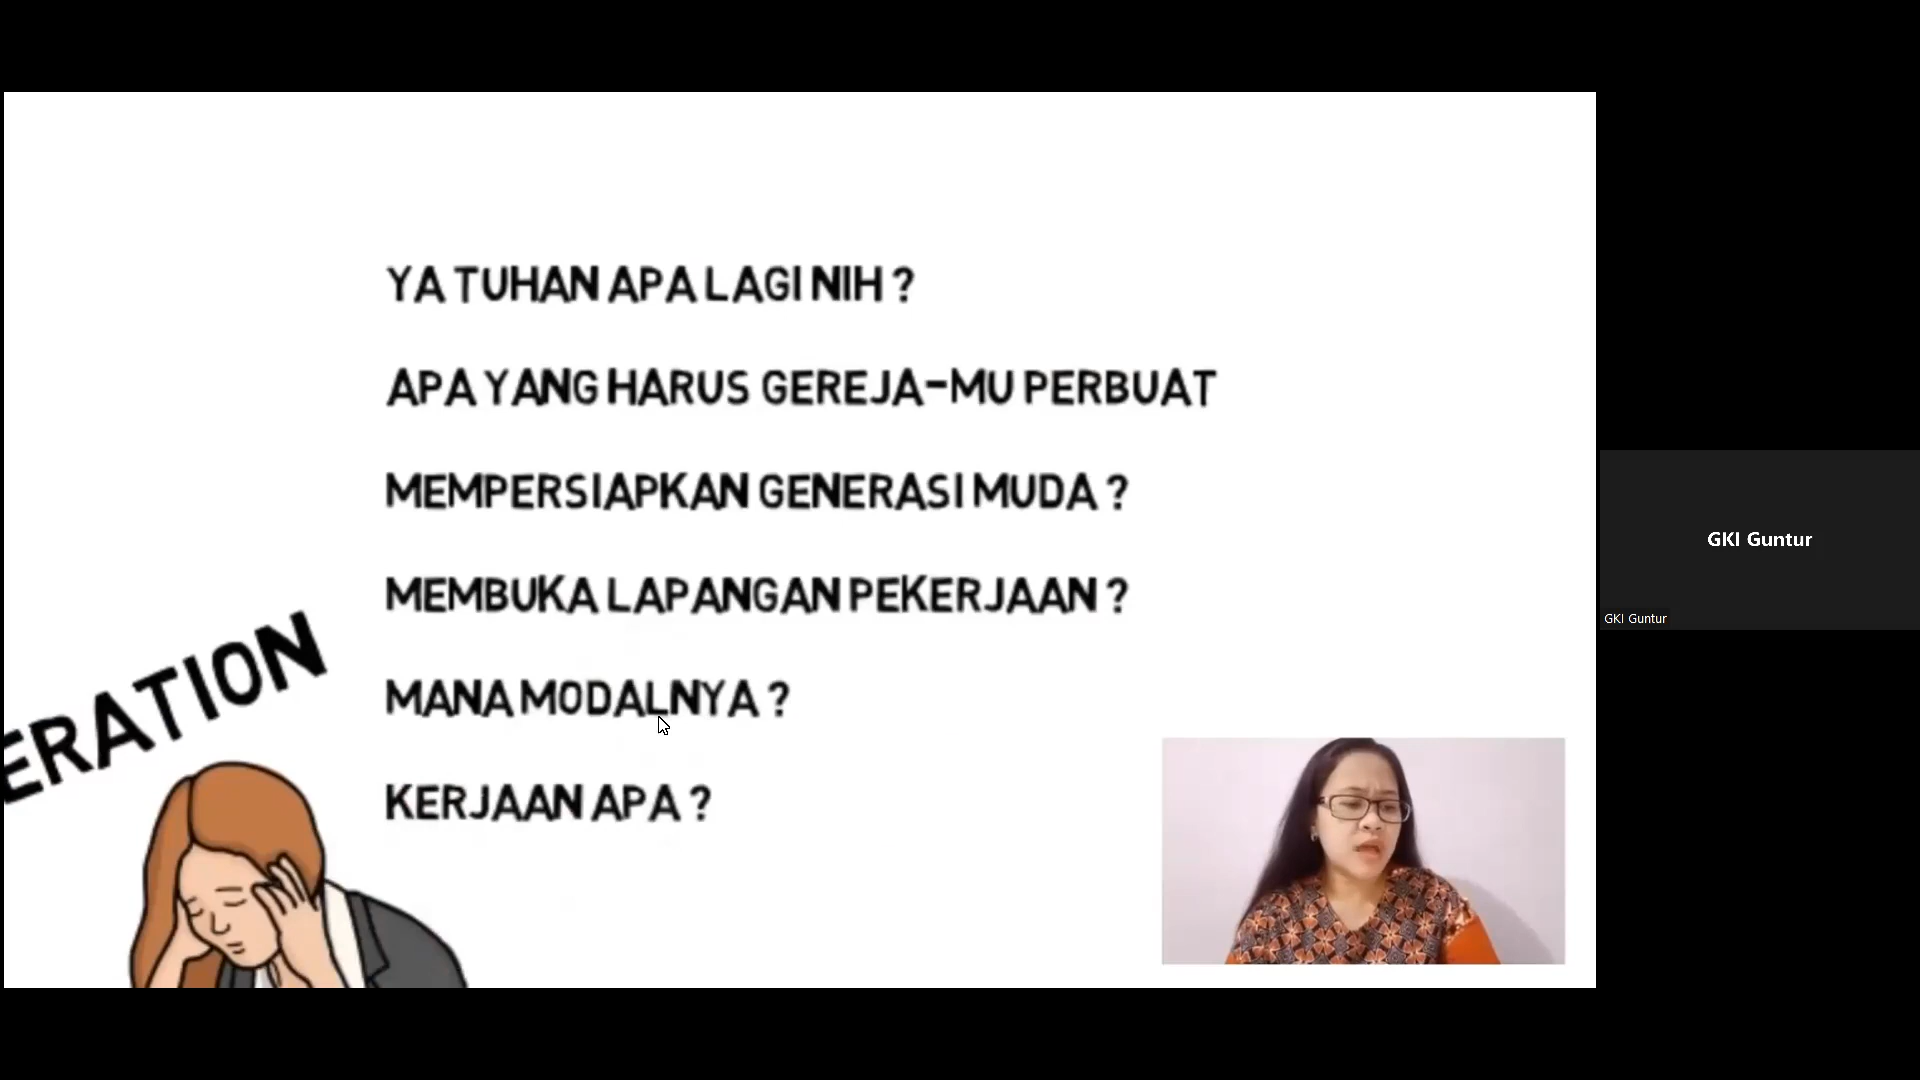 YA TUHAN APA LAGI NIH ?
APA YANG HARUS GEREJA-MU PERBUAT
MEMPERSIAPKAN GENERASI MUDA ?
MEMBUKA LAPANGAN PEKERJAAN ?
MANA MODALNYA ?
KERJAAN APA ?
ERATION
GKI Guntur
GKI Guntur